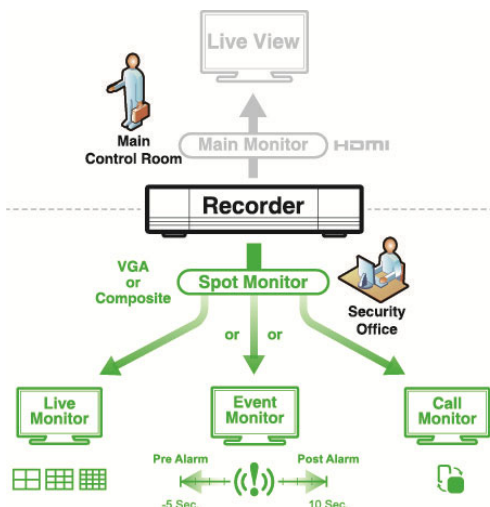 Live View
Main
Control Room
Main Monitor
HDMI
Recorder
VGA
or
Composite
Spot Monitor
Security
Office
or
or
Live
Monitor
Event
Monitor
Call
Monitor
Pre Alarm
Post Alarm
-5 Sec.
10 Sec.